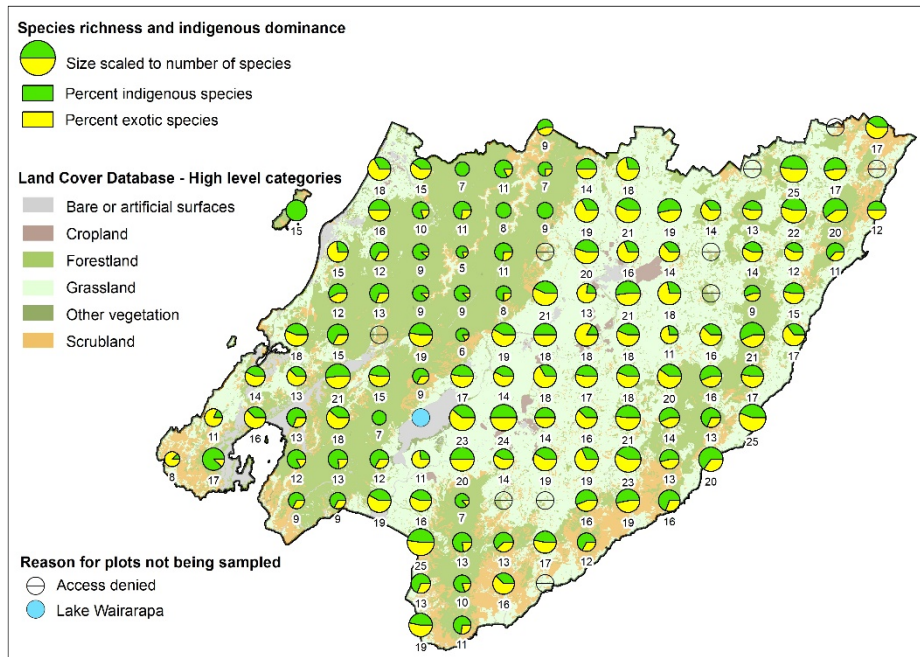 Species richness and indigenous dominance
Size scaled to number of species
Percent indigenous species
Percent exotic species
Land Cover Database - High level categories
Bare or artificial surfaces
Cropland
Forestland
Grassland
Other vegetation
Scrubland
Reason for plots not being sampled
Access denied
Lake Wairarapa
9 17
18 15 7 11 7 14 18 25 17
15 16 10 11 8 9 19 21 19 14 13 22 20 12
15 12 9 5 11 20 16 14 14 12 11
12 13 9 9 8 21 13 21 18 9 15
18 15 19 6 19 18 18 18 11 16 21 17
14 13 21 15 9 17 14 18 17 18 20 16 17
11 16 13 18 7 23 24 14 16 21 14 13 25
8 17 12 13 12 11 20 14 19 19 23 13 20
9 9 19 16 7 16 19 16
25 13 13 17 12
13 10 16
19 11